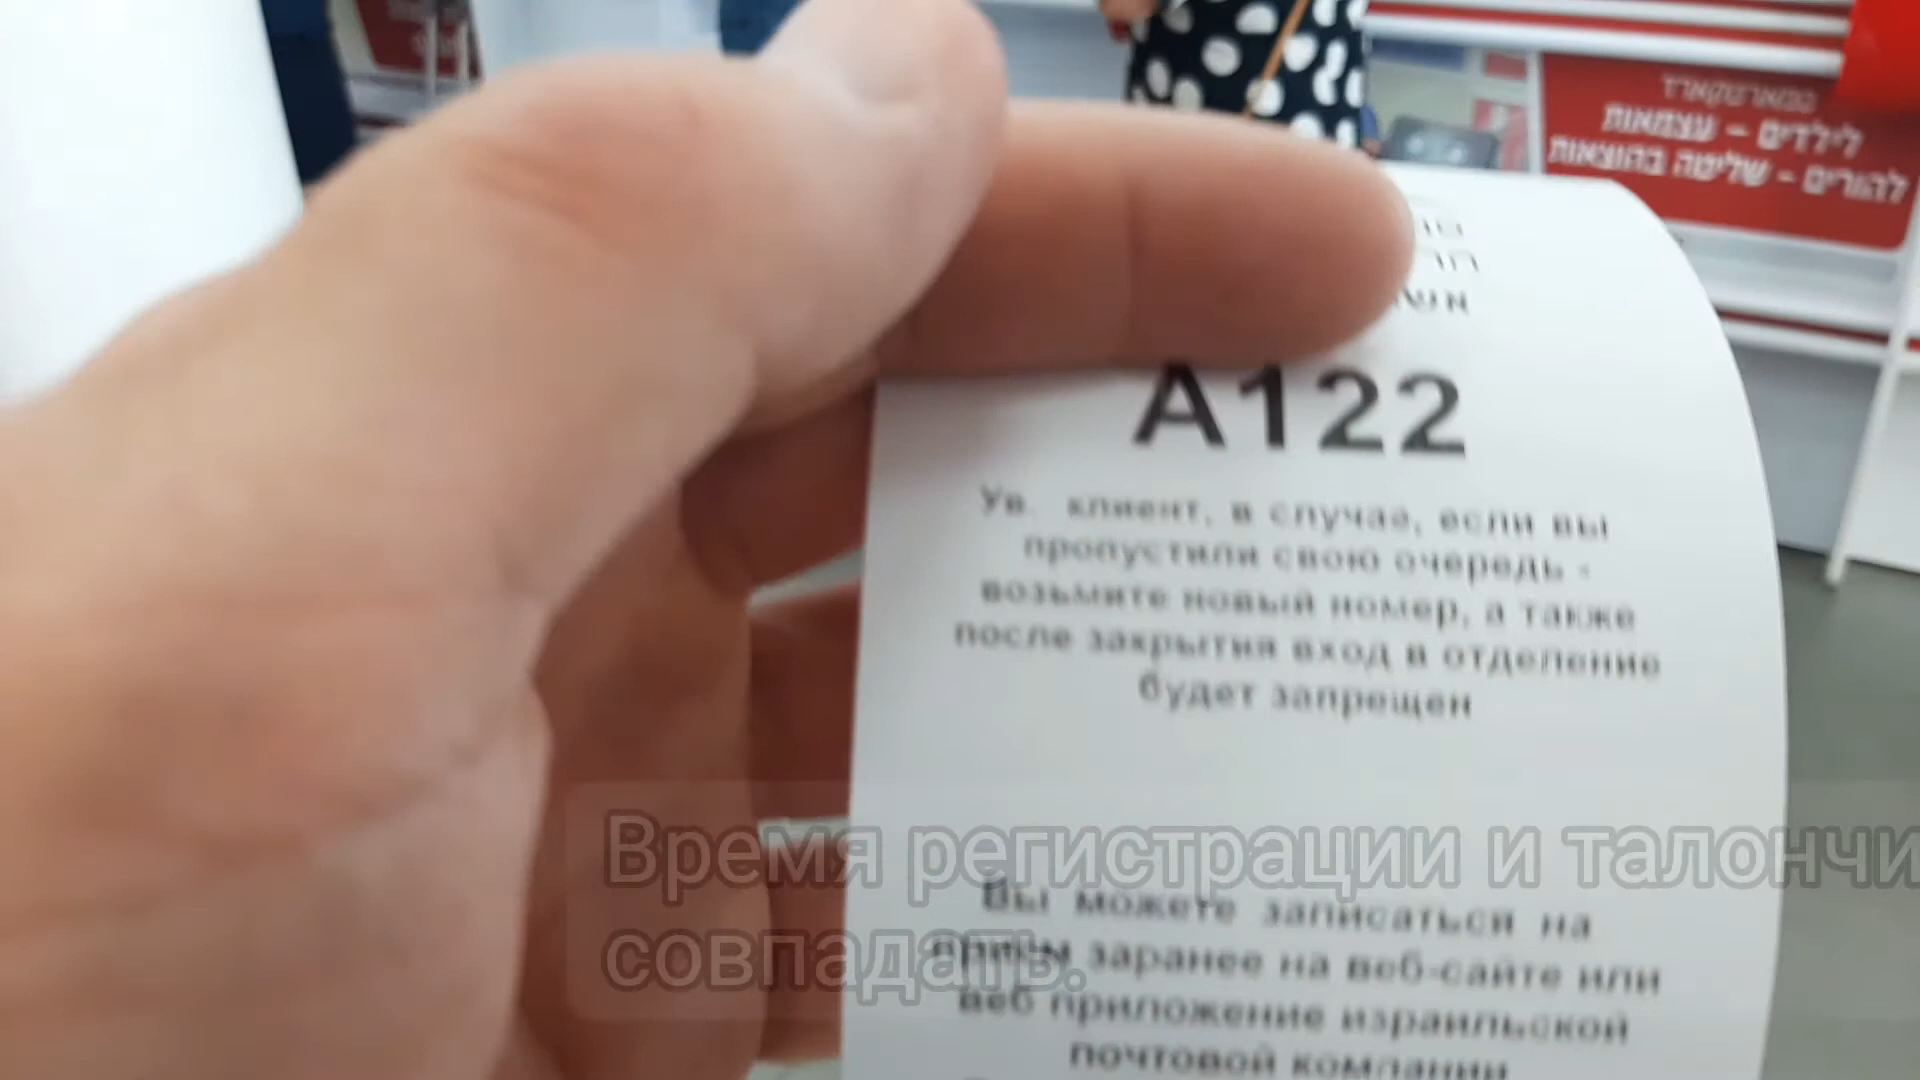 סמארטקארד
לילדים – עצמאות
להורים – שליטה בהוצאות
A122
Ув. клиент, в случае, если вы
пропустили свою очередь -
возьмите новый номер, а также
после закрытия вход в отделение
будет запрещен
Время регистрации и талончи
совпадать.
Вы можете записаться на
приём заранее на веб-сайте или
веб приложение израильской
почтовой компании